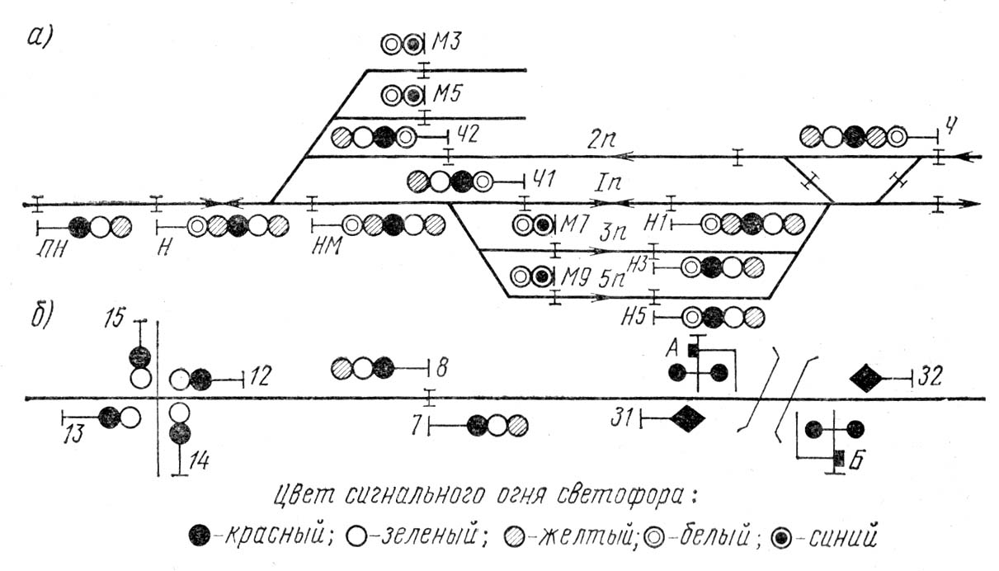 а)
М3
М5
Ч2
2п
Ч
Ч1
Iп
ПН
Н
НМ
М7
Н1
3п
Н3
М9
5п
Н5
б)
15
А
12
8
32
13
7
31
14
Б
Цвет сигнального огня светофора:
-красный; -зеленый; -желтый; -белый; -синий